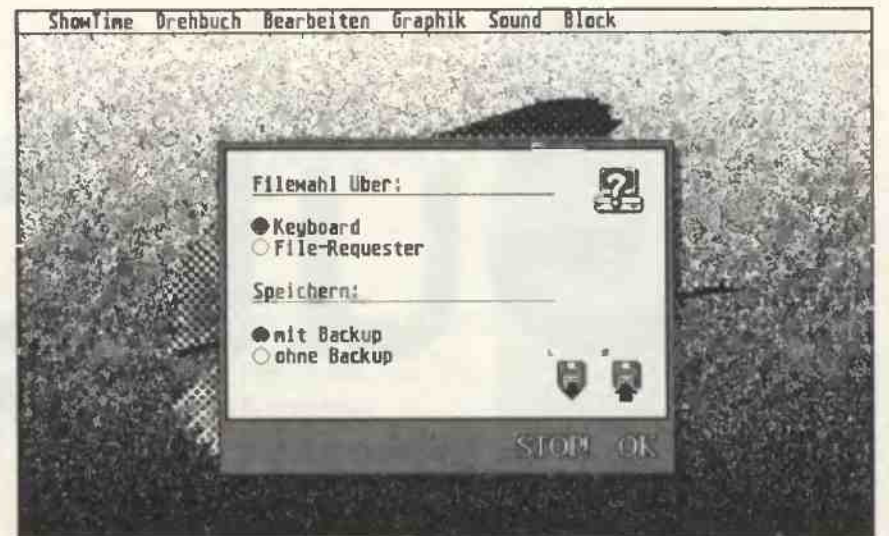 ShowTime Drehbuch Bearbeiten Graphik Sound Block
Filewahl Über:
Keyboard
File-Requester
Speichern:
mit Backup
ohne Backup
L S
STOP! OK